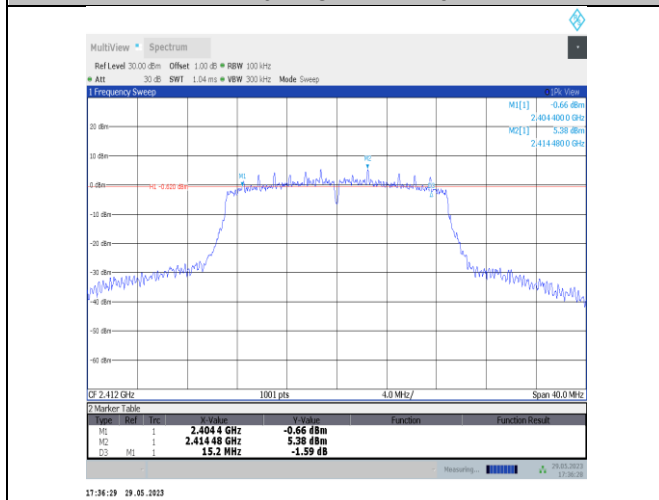 MultiView Spectrum
Ref Level 30.00 dBm Offset 1.00 dB RBW 100 kHz
Att 30 dB SWT 1.04 ms VBW 300 kHz Mode Sweep
1 Frequency Sweep 1Pk View
M1[1] -0.66 dBm
2.404 400 0 GHz
M2[1] 5.38 dBm
2.414 480 0 GHz
20 dBm
10 dBm
M2
M1
0 dBm
H1 -0.620 dBm
-10 dBm
-20 dBm
-30 dBm
-40 dBm
-50 dBm
-60 dBm
CF 2.412 GHz 1001 pts 4.0 MHz/ Span 40.0 MHz
2 Marker Table
Type Ref Trc X-Value Y-Value Function Function Result
M1 1 2.404 4 GHz -0.66 dBm
M2 1 2.414 48 GHz 5.38 dBm
D3 M1 1 15.2 MHz -1.59 dB
Measuring... 29.05.2023
17:36:29
17:36:29 29.05.2023